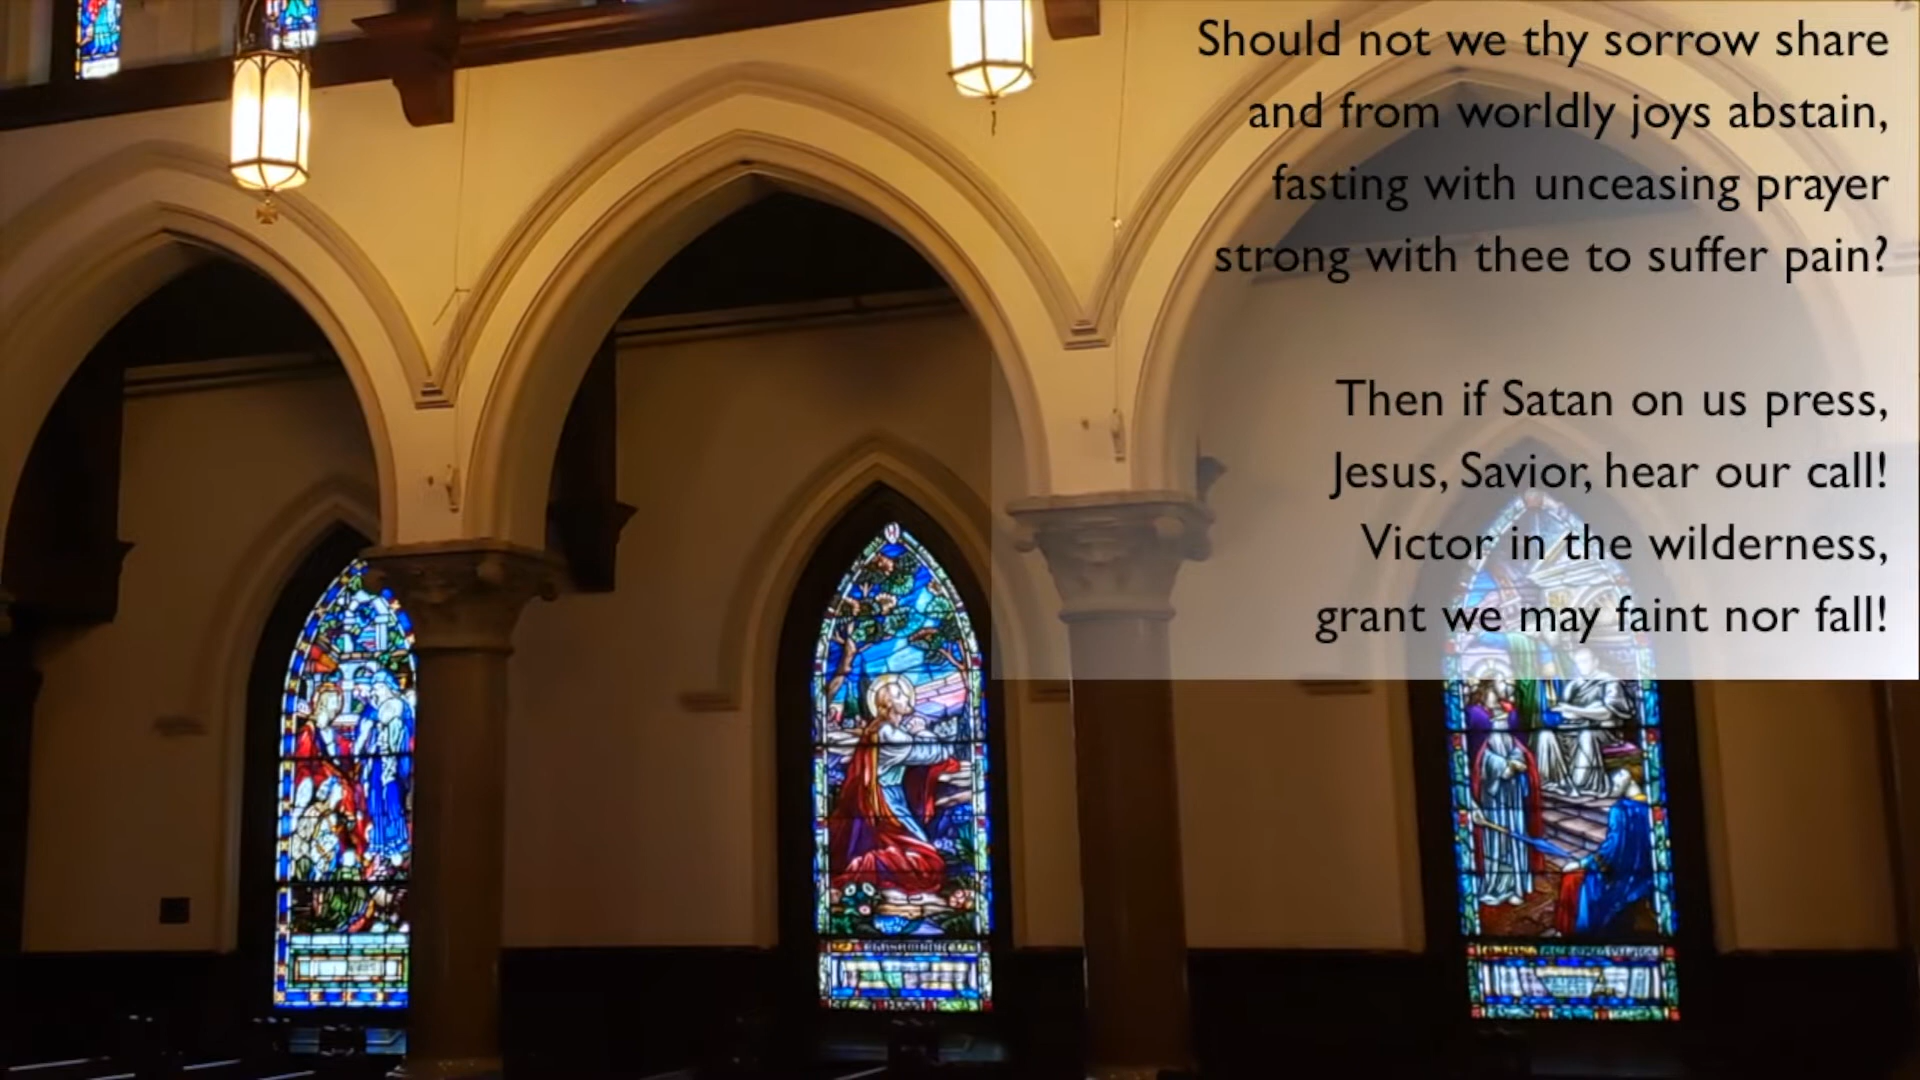 Should not we thy sorrow share
and from worldly joys abstain,
fasting with unceasing prayer
strong with thee to suffer pain?
Then if Satan on us press,
Jesus, Savior, hear our call!
Victor in the wilderness,
grant we may faint nor fall!